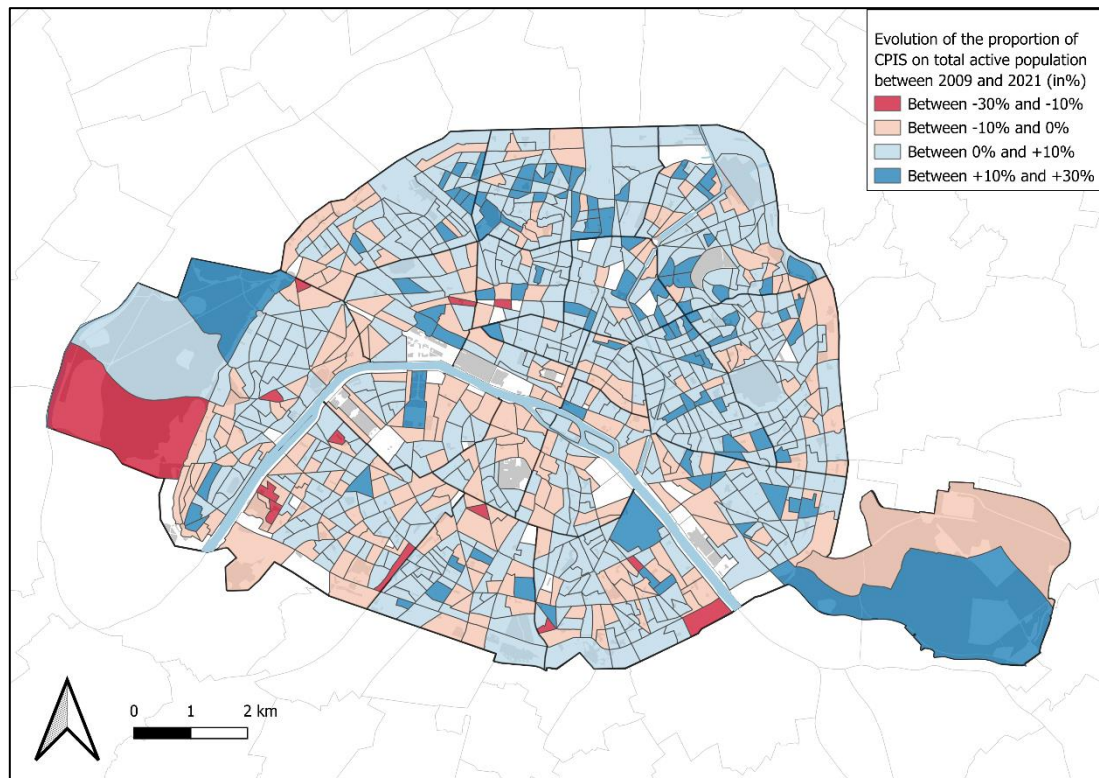 Evolution of the proportion of
CPIS on total active population
between 2009 and 2021 (in%)
Between -30% and -10%
Between -10% and 0%
Between 0% and +10%
Between +10% and +30%
0 1 2 km